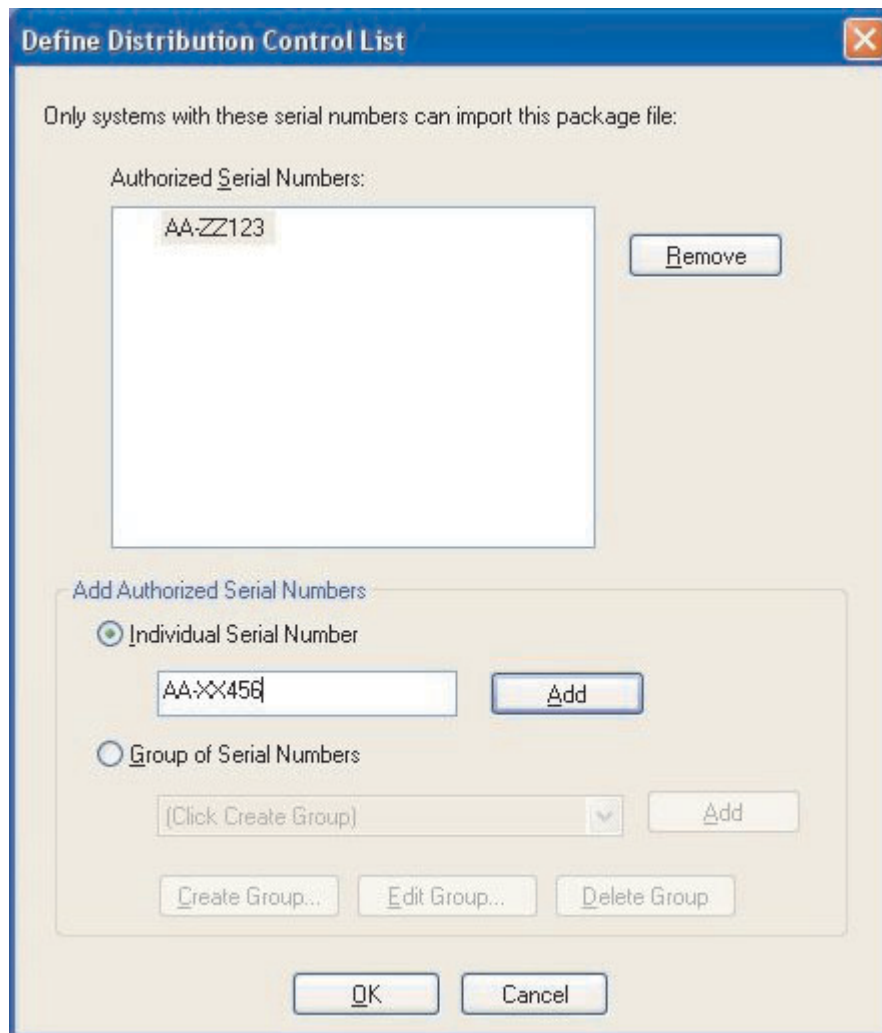 Define Distribution Control List
Only systems with these serial numbers can import this package file:
Authorized Serial Numbers:
AA-ZZ123
Remove
Add Authorized Serial Numbers
Individual Serial Number
AA-XX456
Add
Group of Serial Numbers
(Click Create Group)
Add
Create Group... Edit Group... Delete Group
OK Cancel